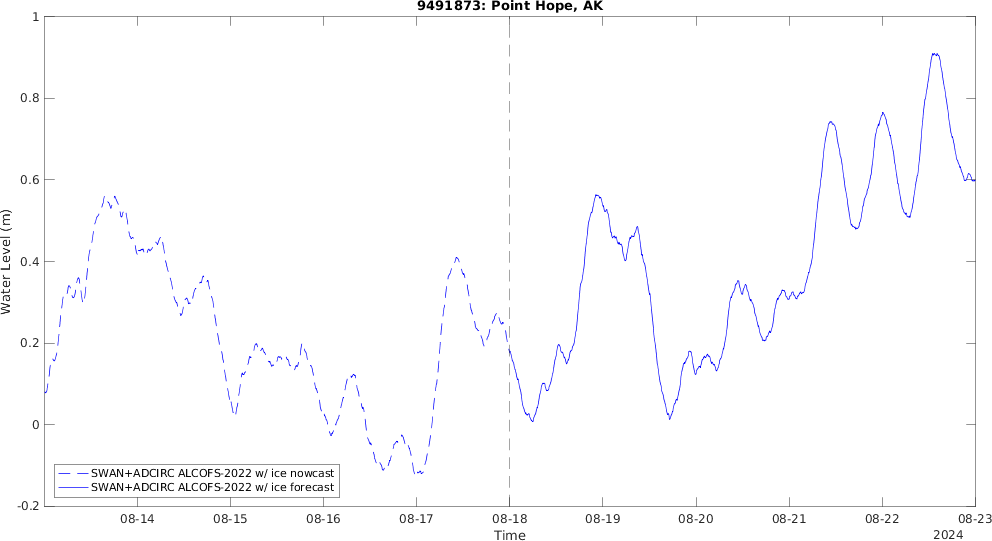 9491873: Point Hope, AK
1
0.8
0.6
0.4
0.2
0
-0.2
Water Level (m)
SWAN+ADCIRC ALCOFS-2022 w/ ice nowcast
SWAN+ADCIRC ALCOFS-2022 w/ ice forecast
08-14 08-15 08-16 08-17 08-18 08-19 08-20 08-21 08-22 08-23
Time
2024